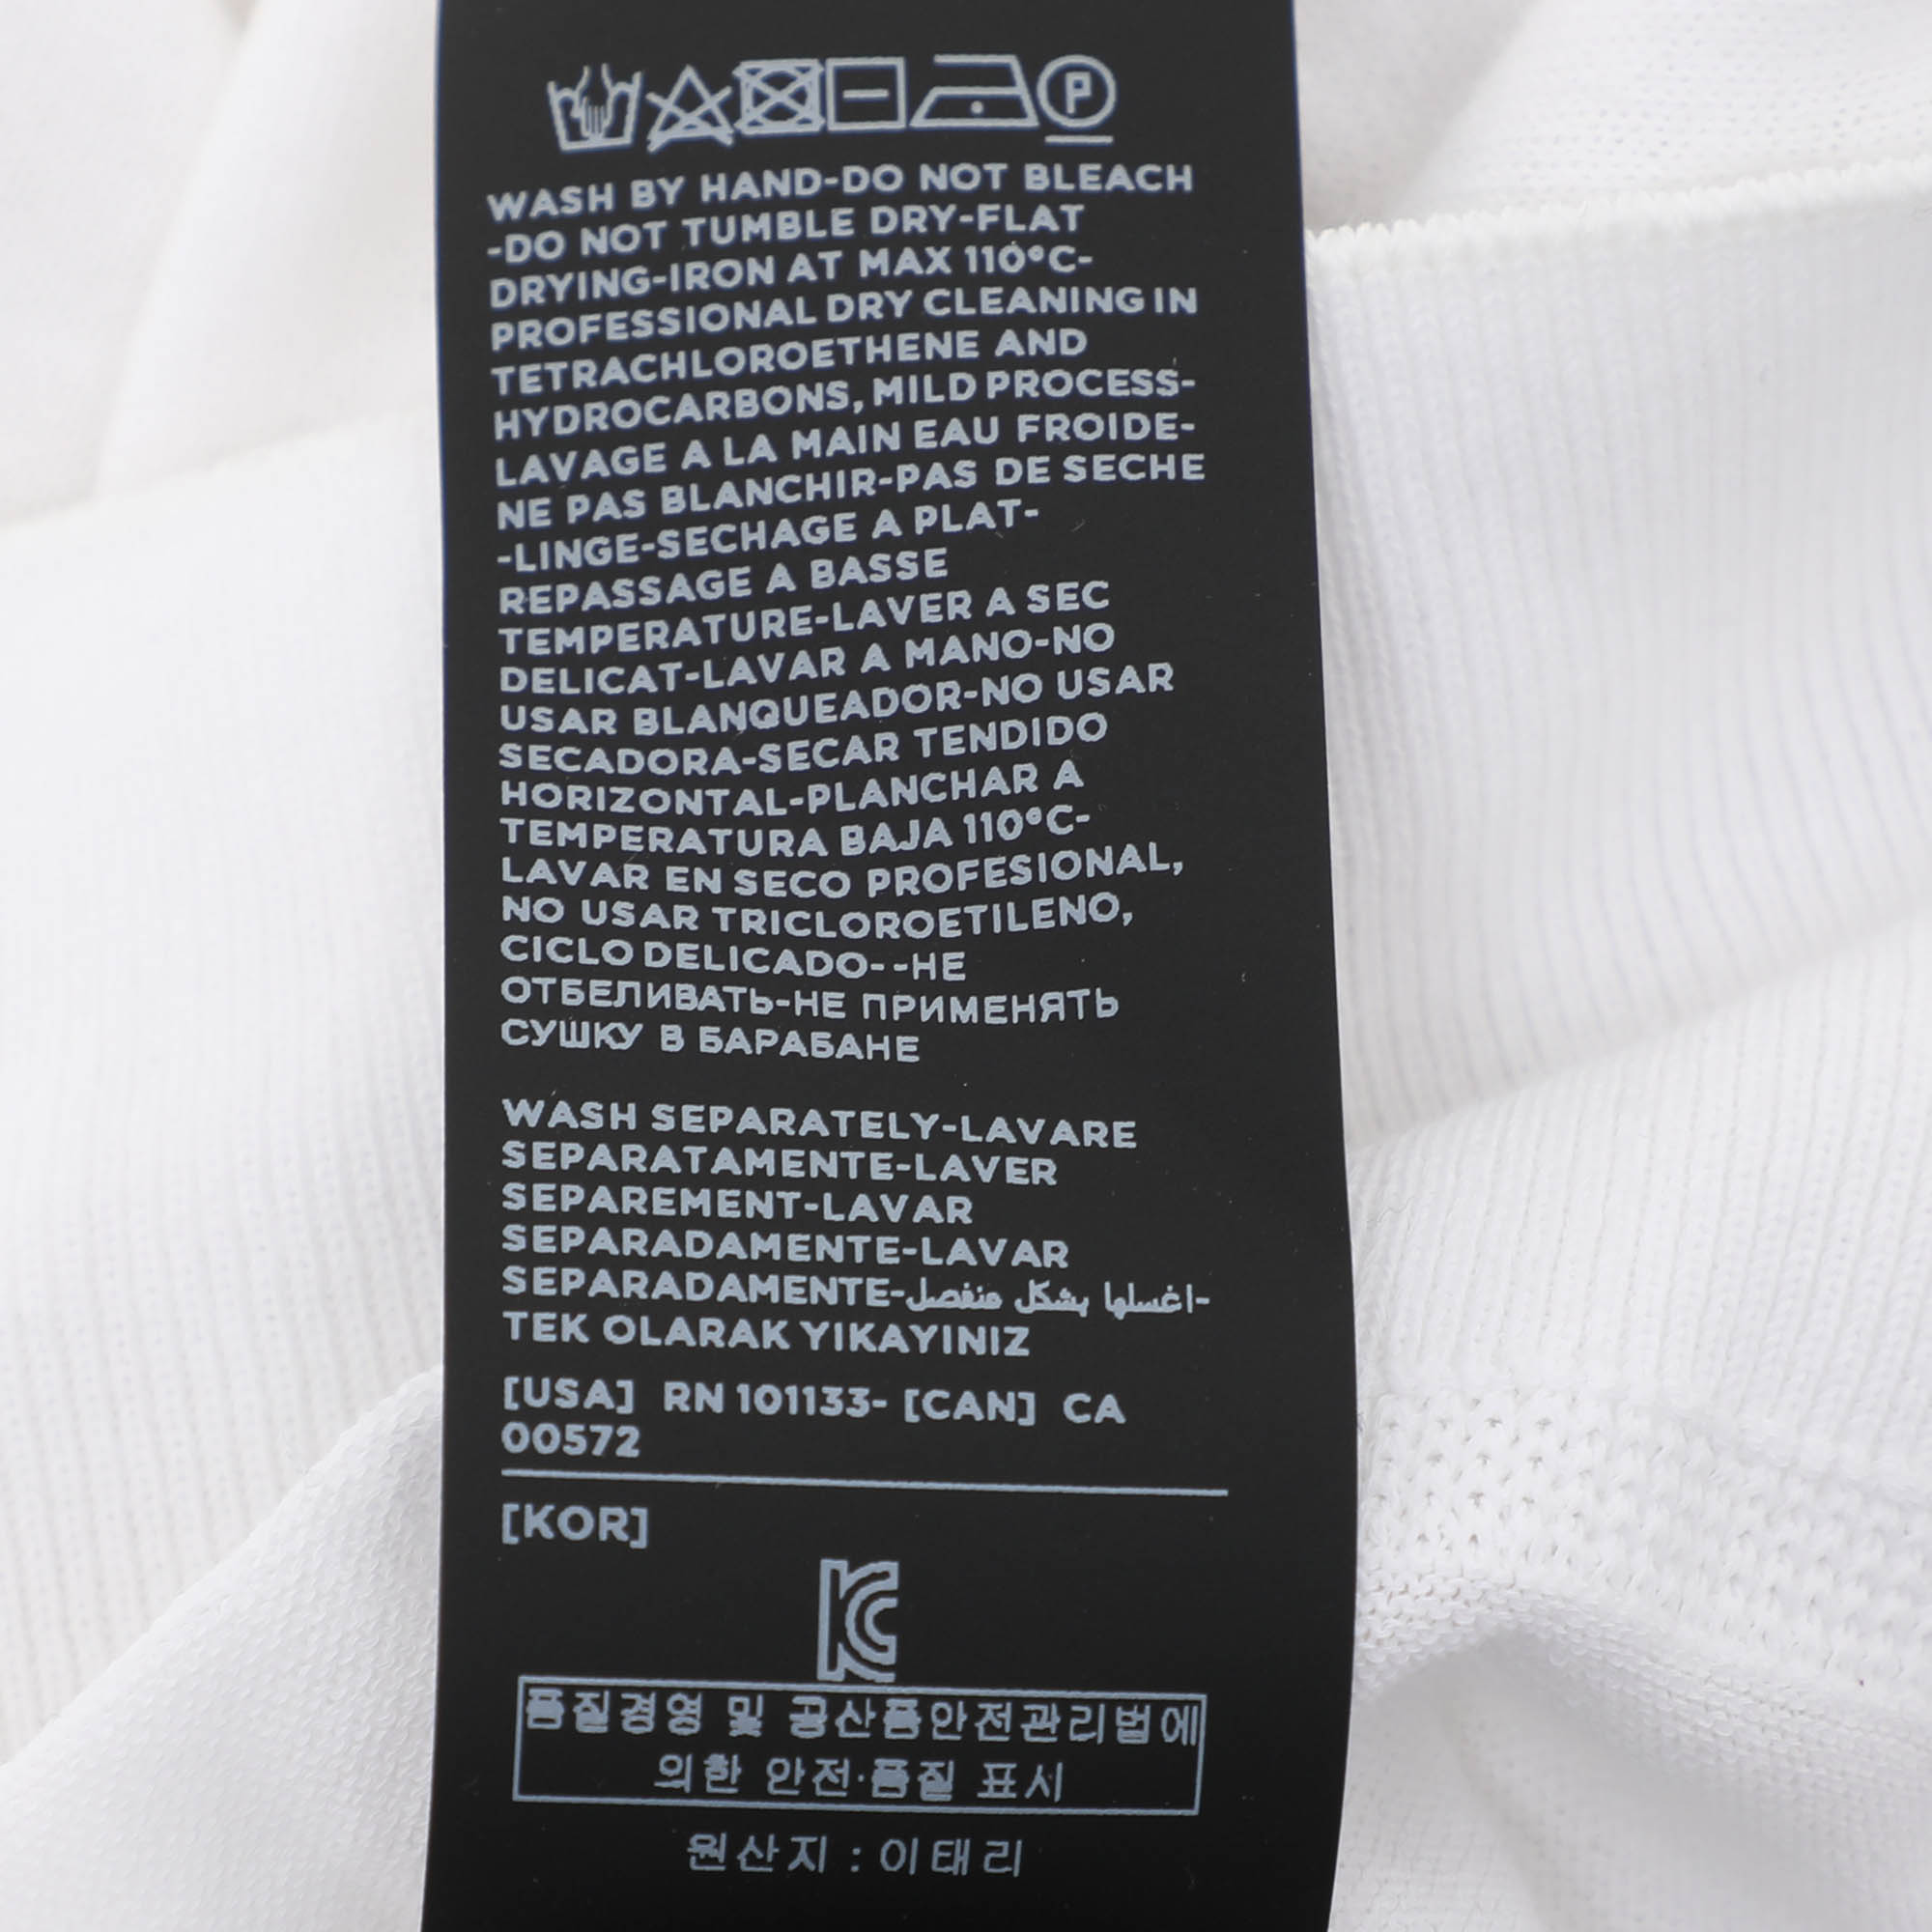 P
WASH BY HAND-DO NOT BLEACH
-DO NOT TUMBLE DRY-FLAT
DRYING-IRON AT MAX 110°C-
PROFESSIONAL DRY CLEANING IN
TETRACHLOROETHENE AND
HYDROCARBONS, MILD PROCESS-
LAVAGE A LA MAIN EAU FROIDE-
NE PAS BLANCHIR-PAS DE SECHE
-LINGE-SECHAGE A PLAT-
REPASSAGE A BASSE
TEMPERATURE-LAVER A SEC
DELICAT-LAVAR A MANO-NO
USAR BLANQUEADOR-NO USAR
SECADORA-SECAR TENDIDO
HORIZONTAL-PLANCHAR A
TEMPERATURA BAJA 110°C-
LAVAR EN SECO PROFESIONAL,
NO USAR TRICLOROETILENO,
CICLO DELICADO- -НЕ
ОТБЕЛИВАТЬ-НЕ ПРИМЕНЯТЬ
СУШКУ В БАРАБАНЕ
WASH SEPARATELY-LAVARE
SEPARATAMENTE-LAVER
SEPAREMENT-LAVAR
SEPARADAMENTE-LAVAR
SEPARADAMENTE-اغسلها بشكل منفصل-
TEK OLARAK YIKAYINIZ
[USA] RN 101133- [CAN] CA
00572
[KOR]
KC
품질경영 및 공산품안전관리법에
의한 안전·품질 표시
원산지 : 이태리